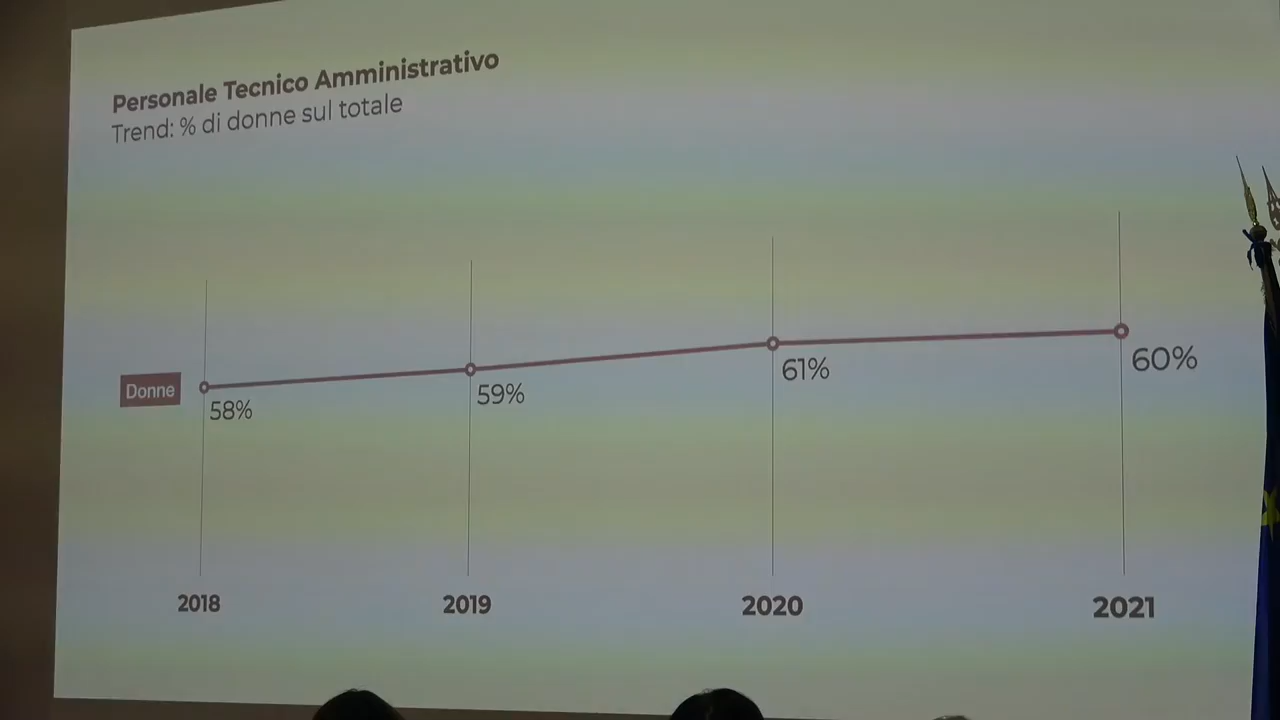 Personale Tecnico Amministrativo
Trend: % di donne sul totale
Donne
58%
59%
61%
60%
2018
2019
2020
2021